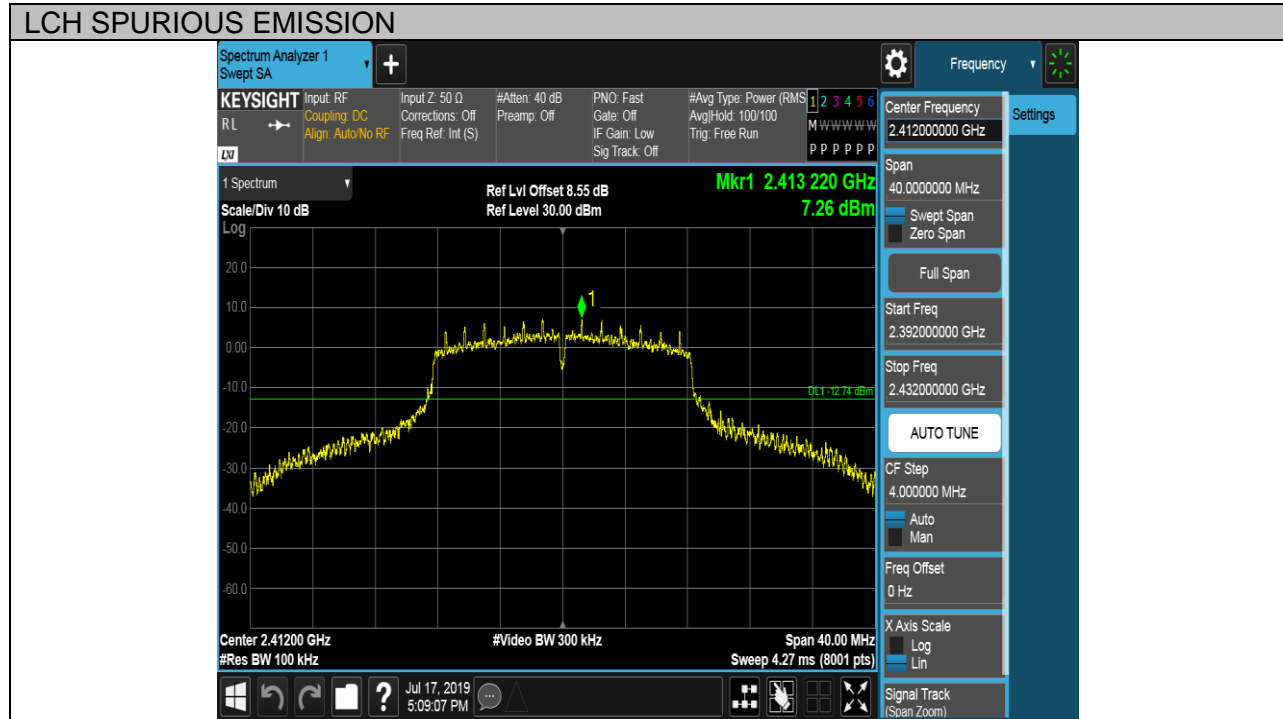 LCH SPURIOUS EMISSION
Spectrum Analyzer 1
Swept SA
+
Frequency
KEYSIGHT
RL
LXI
Input: RF
Coupling: DC
Align: Auto/No RF
Input Z: 50 Ω
Corrections: Off
Freq Ref: Int (S)
#Atten: 40 dB
Preamp: Off
PNO: Fast
Gate: Off
IF Gain: Low
Sig Track: Off
#Avg Type: Power (RMS
Avg|Hold: 100/100
Trig: Free Run
1 2 3 4 5 6
M W W W W W
P P P P P P
1 Spectrum
Scale/Div 10 dB
Ref Lvl Offset 8.55 dB
Ref Level 30.00 dBm
Mkr1 2.413 220 GHz
7.26 dBm
Log
20.0
10.0
0.00
-10.0
-20.0
-30.0
-40.0
-50.0
-60.0
1
DL1 -12.74 dBm
Center 2.41200 GHz
#Res BW 100 kHz
#Video BW 300 kHz
Span 40.00 MHz
Sweep 4.27 ms (8001 pts)
?
Jul 17, 2019
5:09:07 PM
Center Frequency
2.412000000 GHz
Settings
Span
40.0000000 MHz
Swept Span
Zero Span
Full Span
Start Freq
2.392000000 GHz
Stop Freq
2.432000000 GHz
AUTO TUNE
CF Step
4.000000 MHz
Auto
Man
Freq Offset
0 Hz
X Axis Scale
Log
Lin
Signal Track
(Span Zoom)